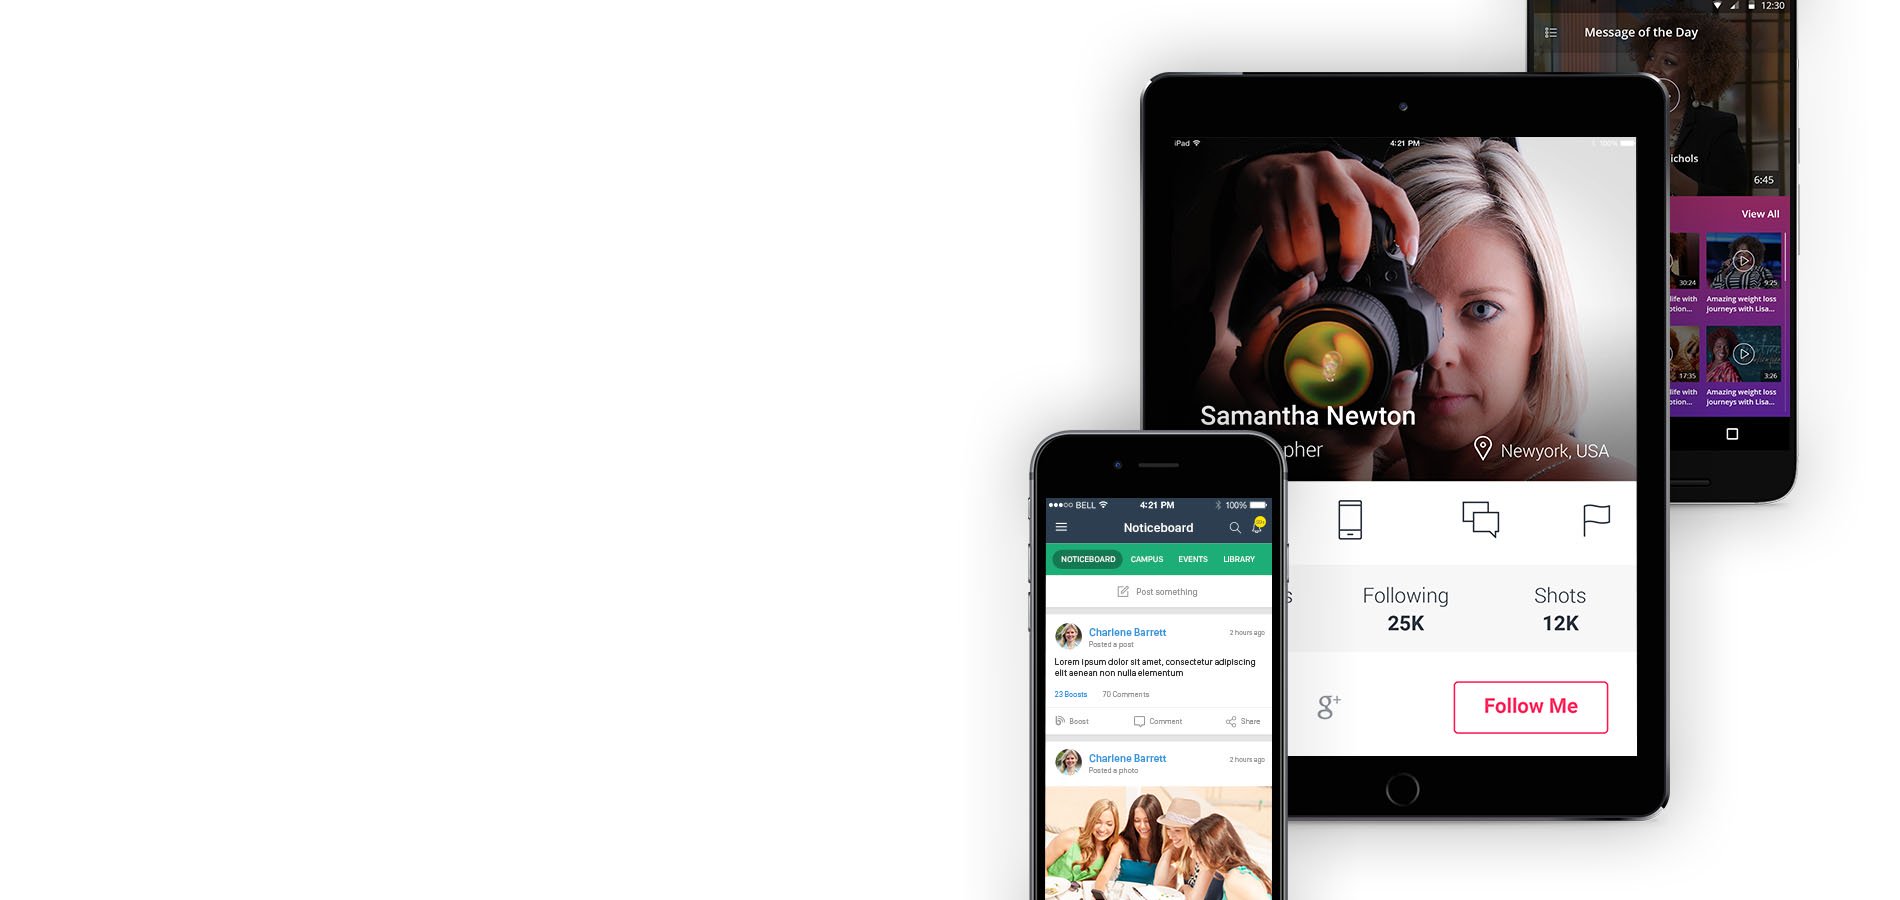 12:30
Message of the Day
ichols
6:45
View All
30:24
9:25
life with
ption...
Amazing weight loss
journeys with Lisa...
17:35
3:26
life with
ption...
Amazing weight loss
journeys with Lisa...
iPad
4:21 PM
100%
Samantha Newton
pher
Newyork, USA
s
Following
25K
Shots
12K
g+
Follow Me
BELL
4:21 PM
100%
Noticeboard
NOTICEBOARD
CAMPUS
EVENTS
LIBRARY
Post something
Charlene Barrett
2 hours ago
Posted a post
Lorem ipsum dolor sit amet, consectetur adipiscing
elit aenean non nulla elementum
23 Boosts
70 Comments
Boost
Comment
Share
Charlene Barrett
2 hours ago
Posted a photo